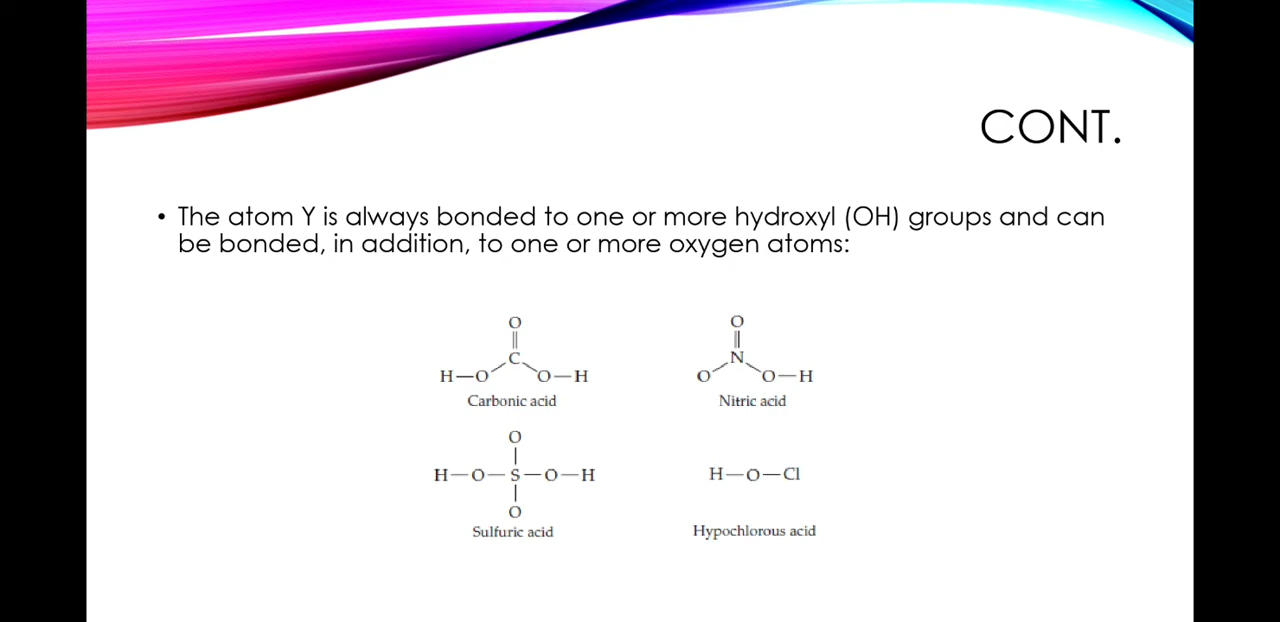 CONT.
• The atom Y is always bonded to one or more hydroxyl (OH) groups and can
be bonded, in addition, to one or more oxygen atoms:
O
||
C
H—O O—H
Carbonic acid
O
||
N
O O—H
Nitric acid
O
|
H—O—S—O—H
|
O
Sulfuric acid
H—O—Cl
Hypochlorous acid